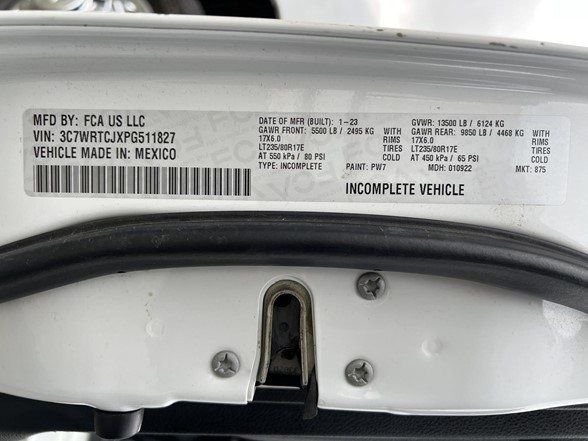 MFD BY: FCA US LLC
VIN: 3C7WRTCJXPG511827
VEHICLE MADE IN: MEXICO
DATE OF MFR (BUILT): 1-23
GVWR: 13500 LB / 6124 KG
GAWR FRONT: 5500 LB / 2495 KG WITH
GAWR REAR: 9850 LB / 4468 KG WITH
17X6.0 RIMS
17X6.0 RIMS
LT235/80R17E TIRES
LT235/80R17E TIRES
AT 550 kPa / 80 PSI
AT 450 kPa / 65 PSI
TYPE: INCOMPLETE PAINT: PW7 MDH: 010922 MKT: 875
INCOMPLETE VEHICLE